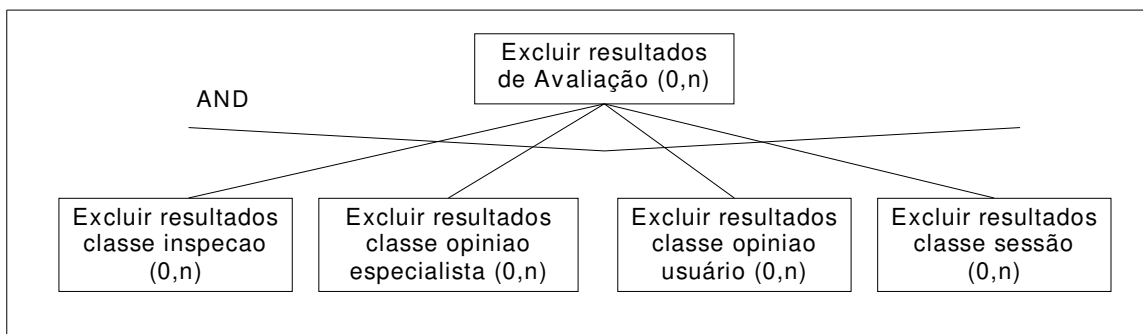 Excluir resultados
de Avaliação (0,n)
AND
Excluir resultados
classe inspecao
(0,n)
Excluir resultados
classe opiniao
especialista (0,n)
Excluir resultados
classe opiniao
usuário (0,n)
Excluir resultados
classe sessão
(0,n)